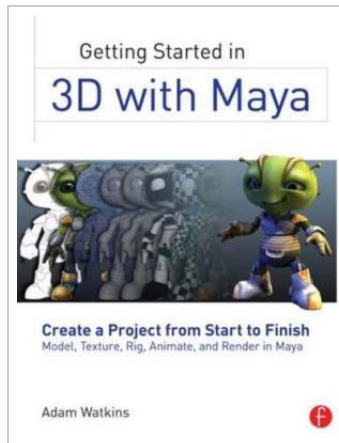 Getting Started in
3D with Maya
Create a Project from Start to Finish
Model, Texture, Rig, Animate, and Render in Maya
Adam Watkins